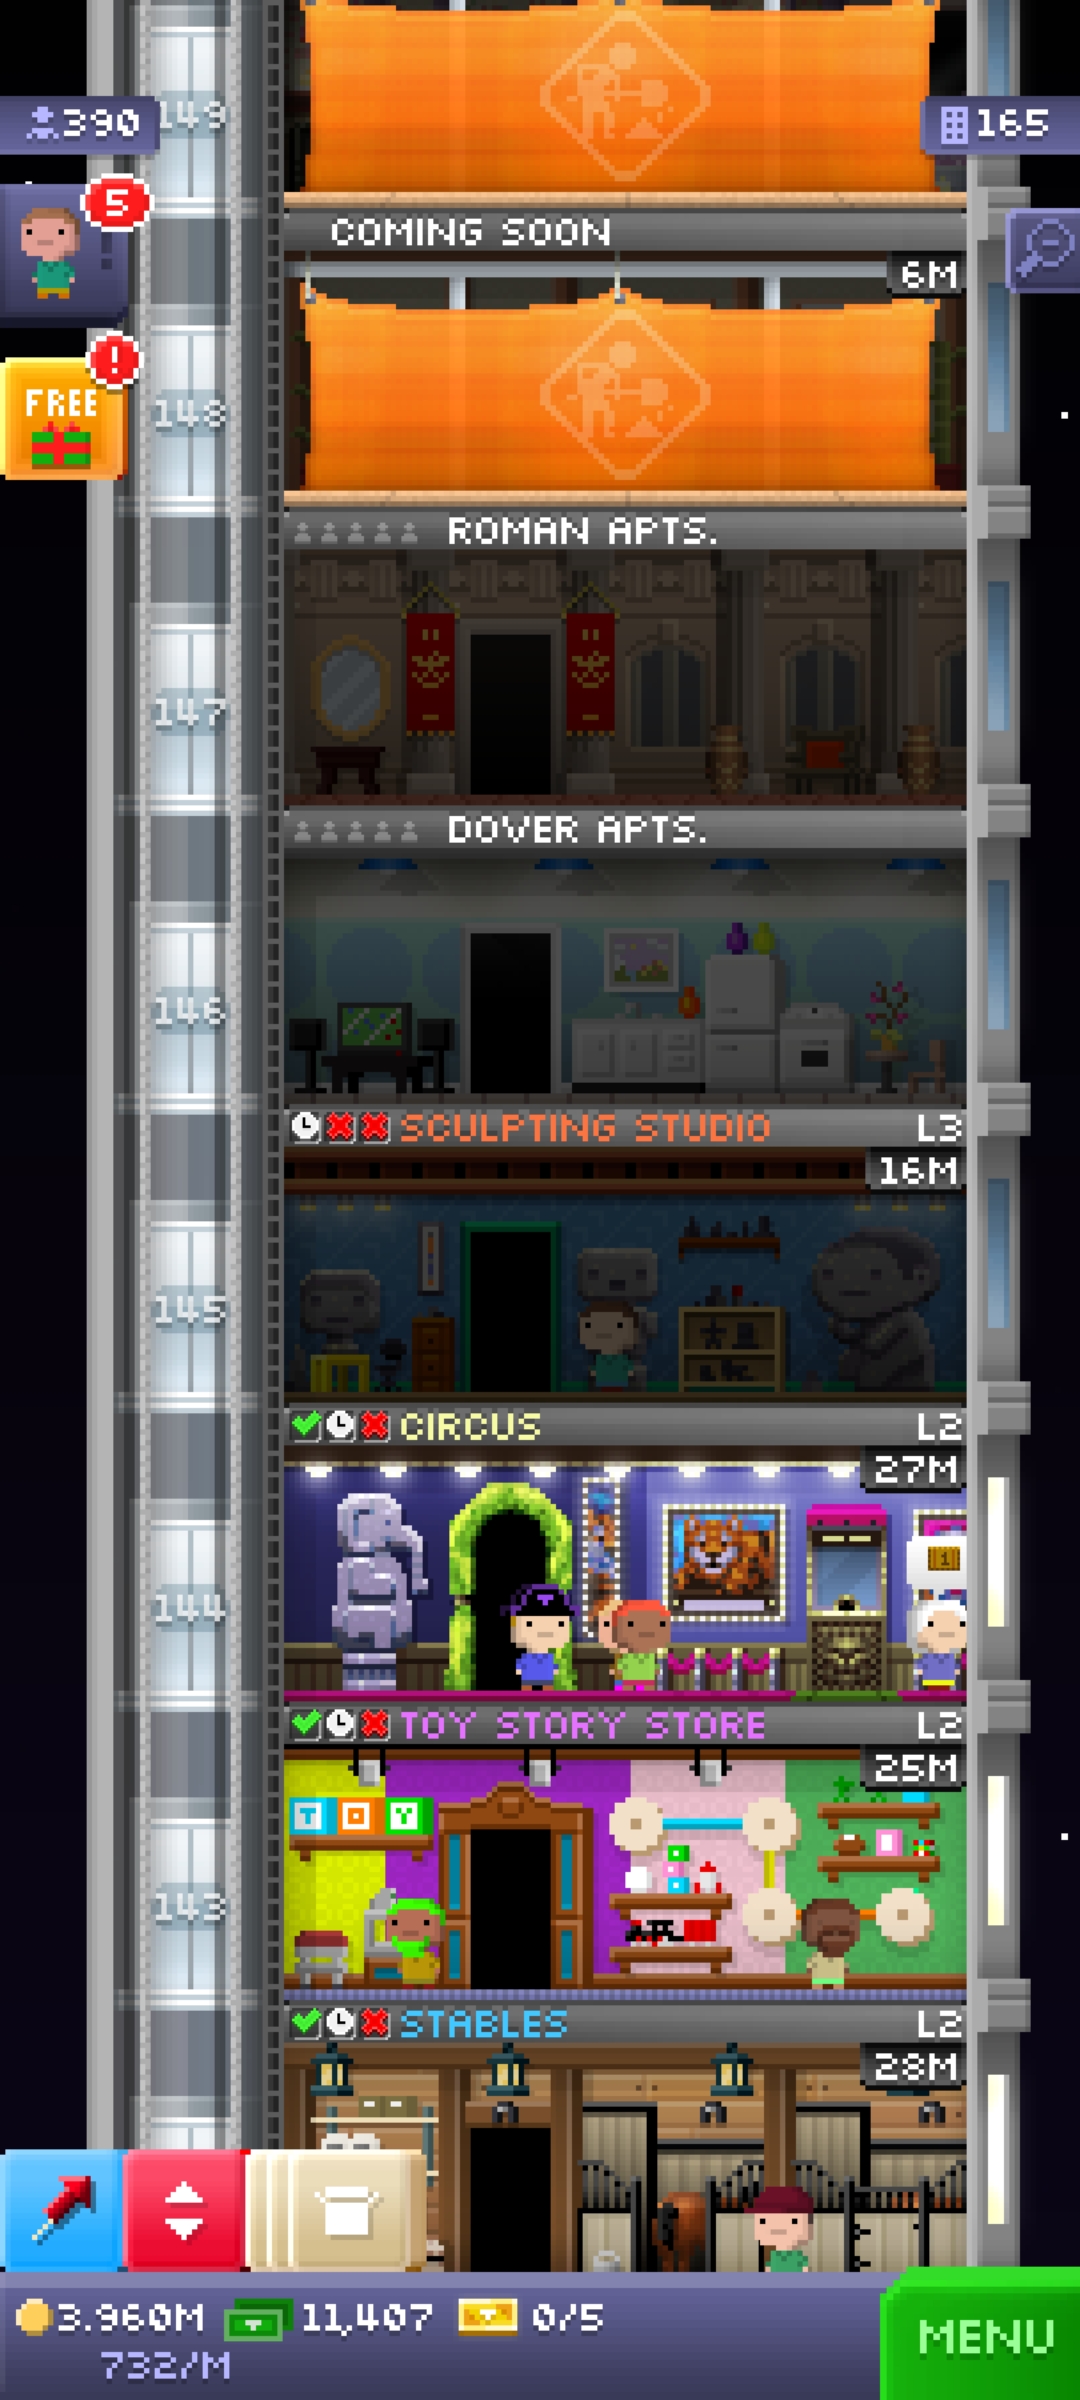 149
390
165
5
COMING SOON
6M
FREE
!
148
ROMAN APTS.
147
DOVER APTS.
146
SCULPTING STUDIO L3
16M
145
CIRCUS L2
27M
1
144
TOY STORY STORE L2
25M
TOY
143
STABLES L2
28M
3.960M 11,407 0/5
732/M
MENU